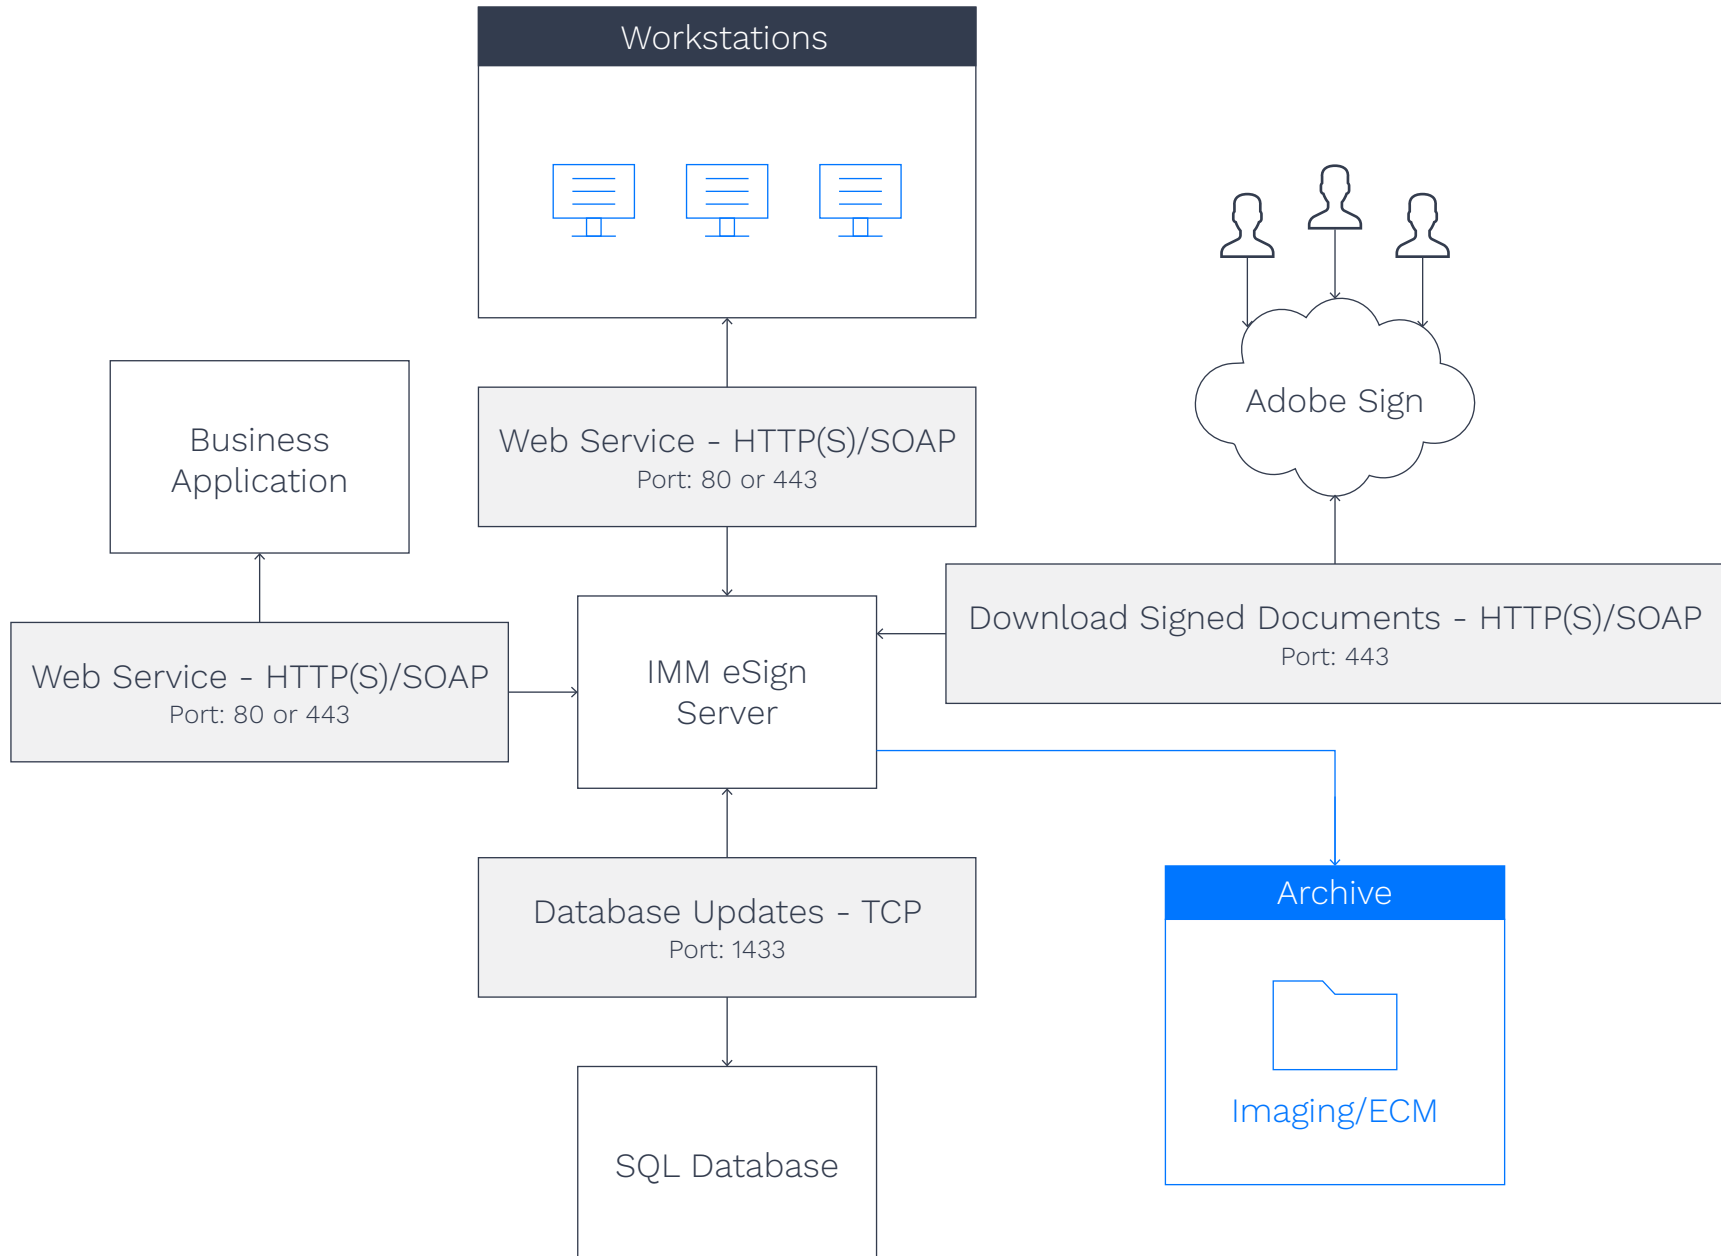 Workstations
Adobe Sign
Business
Application
Web Service - HTTP(S)/SOAP
Port: 80 or 443
Download Signed Documents - HTTP(S)/SOAP
Port: 443
Web Service - HTTP(S)/SOAP
Port: 80 or 443
IMM eSign
Server
Database Updates - TCP
Port: 1433
Archive
Imaging/ECM
SQL Database